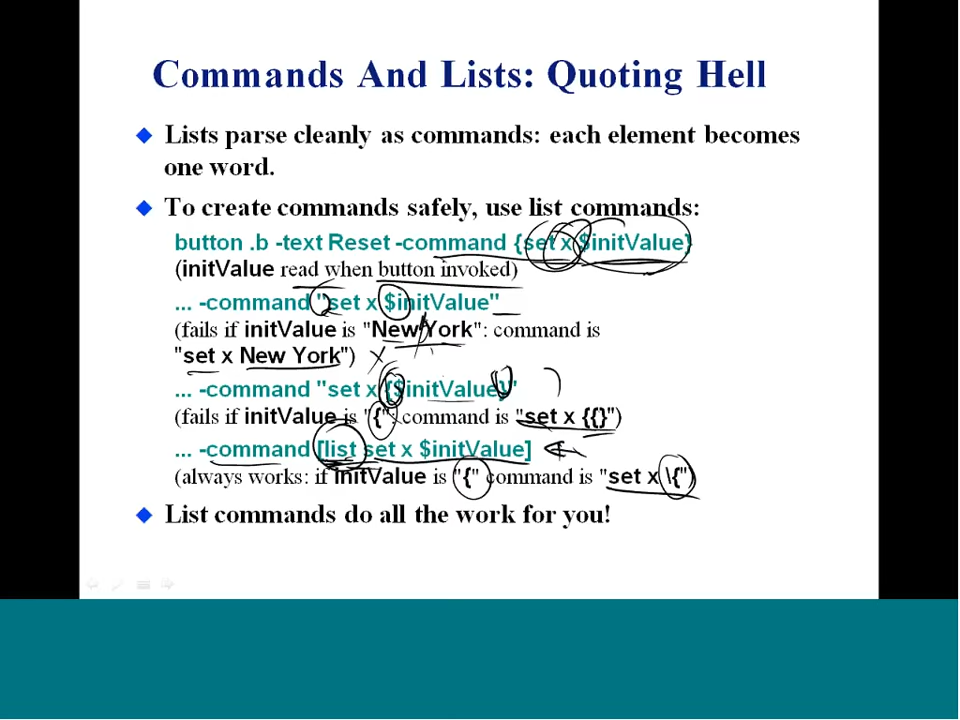 Commands And Lists: Quoting Hell
Lists parse cleanly as commands: each element becomes
one word.
To create commands safely, use list commands:
button .b -text Reset -command {set x $initValue}
(initValue read when button invoked)
... -command "set x $initValue"
(fails if initValue is "New York": command is
"set x New York")
... -command "set x {$initValue}"
(fails if initValue is "{": command is "set x {{}")
... -command [list set x $initValue]
(always works: if initValue is "{" command is "set x \{")
List commands do all the work for you!